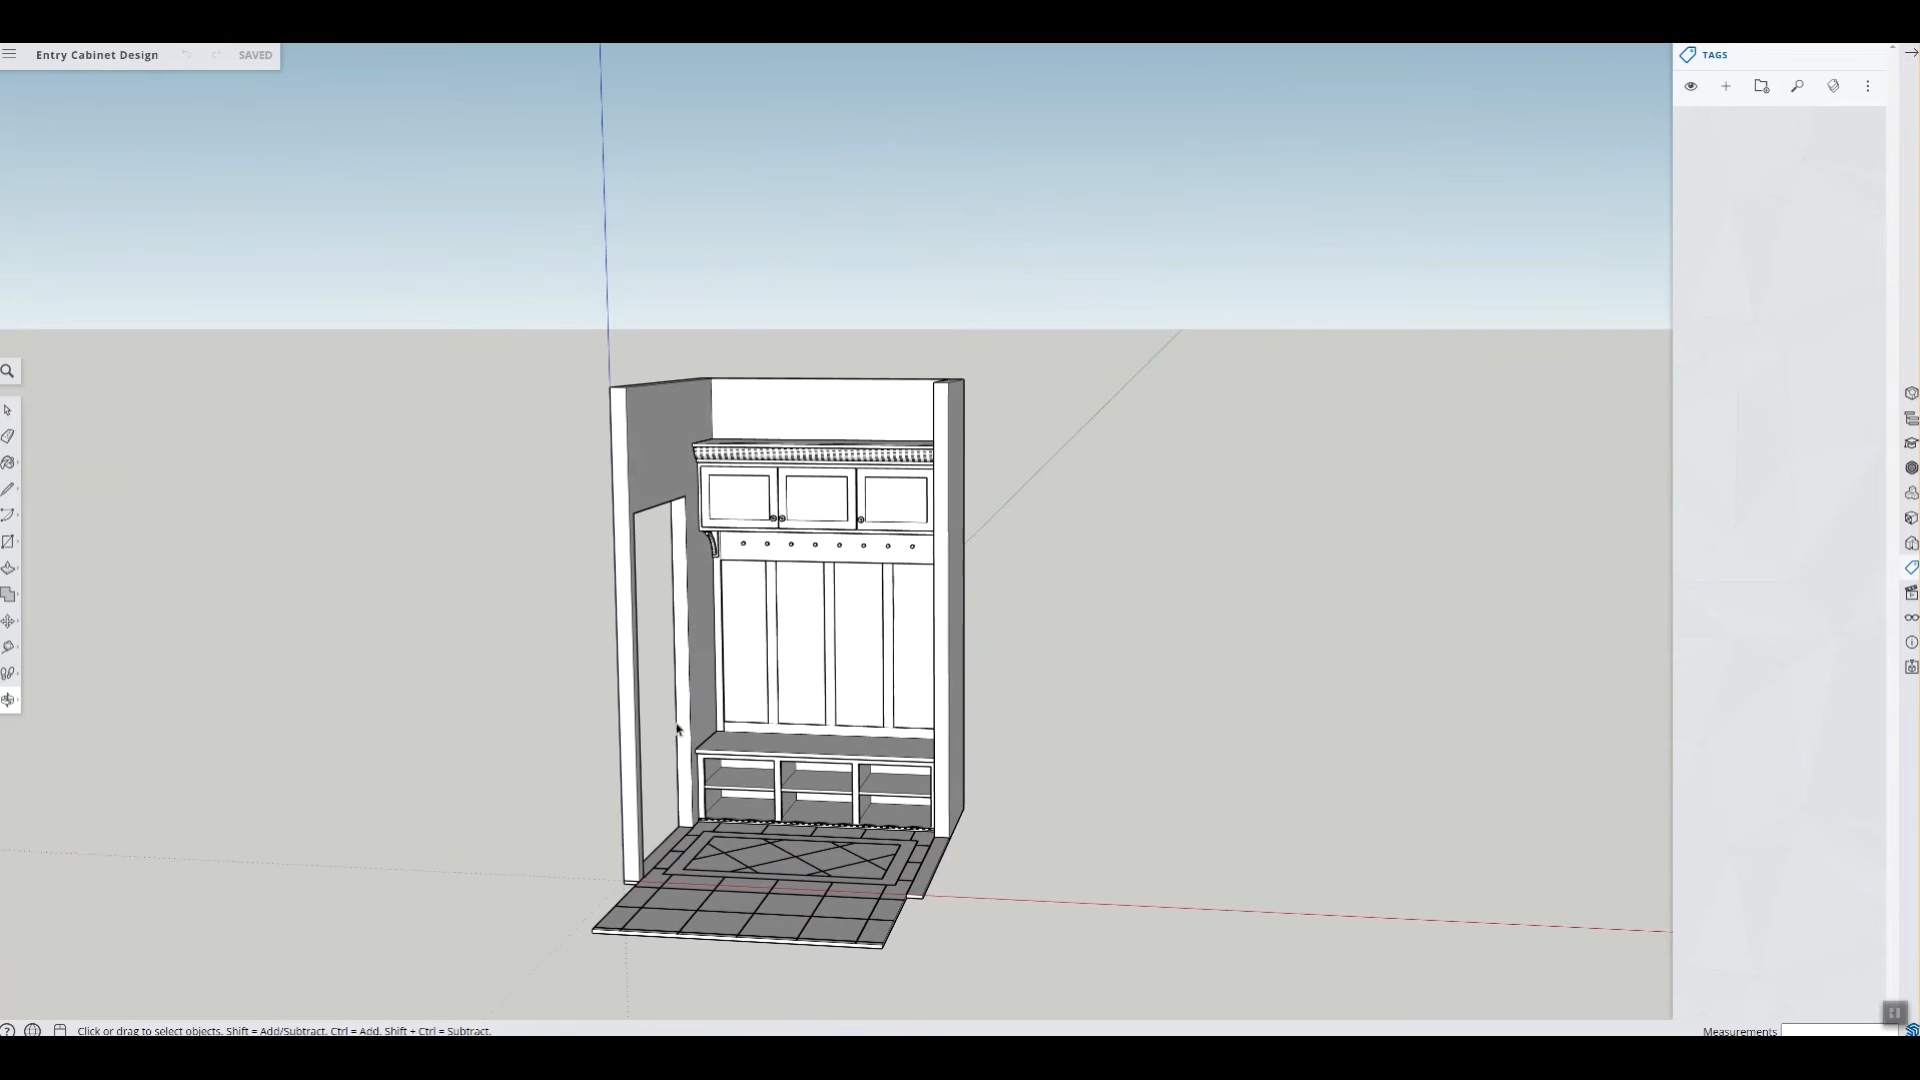 Entry Cabinet Design
SAVED
TAGS
Click or drag to select objects. Shift = Add/Subtract. Ctrl = Add. Shift + Ctrl = Subtract.
Measurements